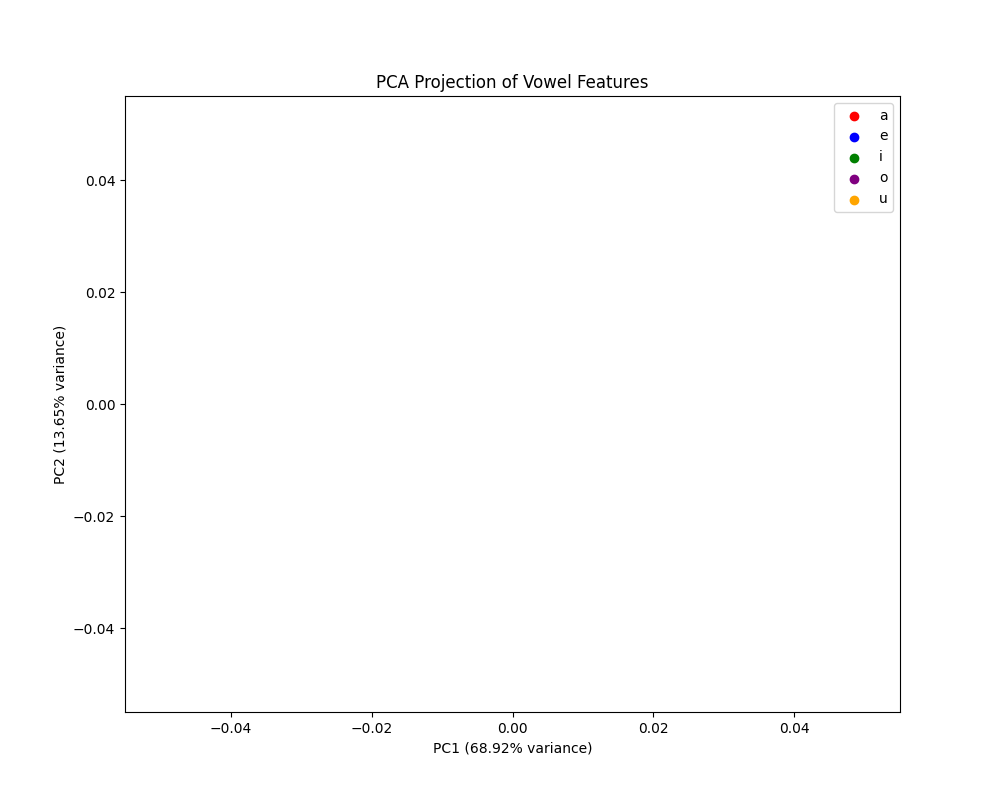 PCA Projection of Vowel Features
a
e
i
o
u
0.04
0.02
0.00
−0.02
−0.04
PC2 (13.65% variance)
−0.04
−0.02
0.00
0.02
0.04
PC1 (68.92% variance)